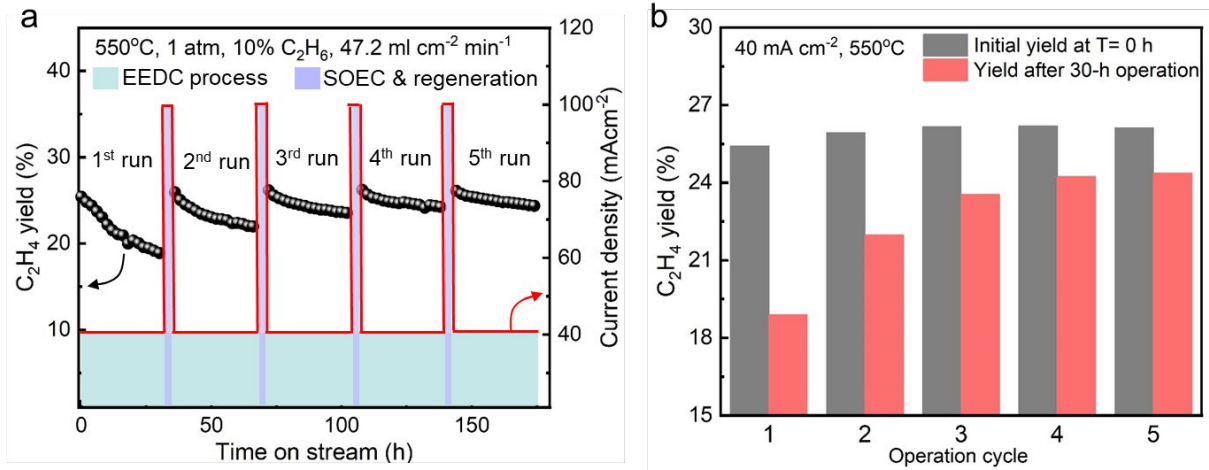 a
550°C, 1 atm, 10% C₂H₆, 47.2 ml cm⁻² min⁻¹
EEDC process
SOEC & regeneration
1ˢᵗ run
2ⁿᵈ run
3ʳᵈ run
4ᵗʰ run
5ᵗʰ run
C₂H₄ yield (%)
40
30
20
10
Current density (mAcm⁻²)
120
100
80
60
40
0
50
100
150
Time on stream (h)
b
40 mA cm⁻², 550°C
Initial yield at T= 0 h
Yield after 30-h operation
C₂H₄ yield (%)
30
27
24
21
18
15
1
2
3
4
5
Operation cycle